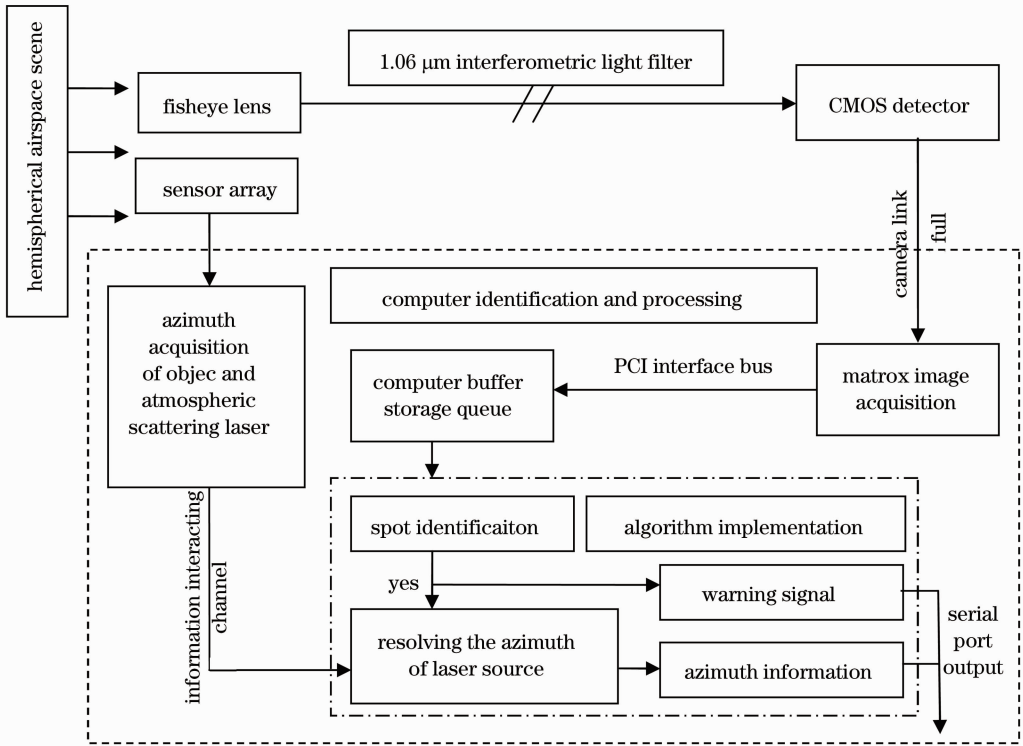 hemispherical airspace scene
1.06 μm interferometric light filter
fisheye lens
CMOS detector
sensor array
camera link
full
computer identification and processing
azimuth
acquisition
of objec and
atmospheric
scattering laser
PCI interface bus
computer buffer
storage queue
matrox image
acquisition
information interacting
channel
spot identificaiton
algorithm implementation
yes
warning signal
resolving the azimuth
of laser source
azimuth information
serial
port
output